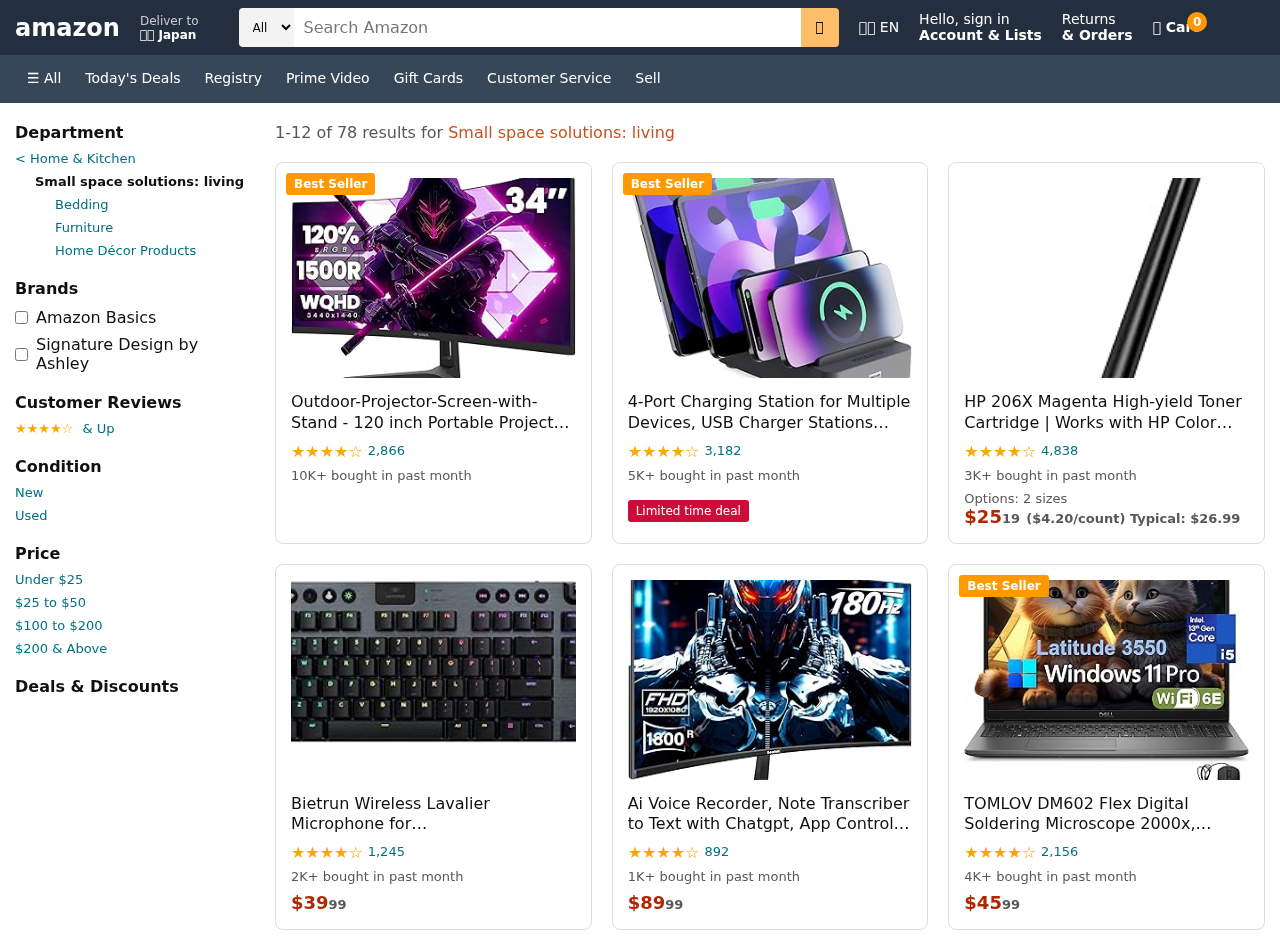 amazon
Deliver to
Japan
All
Search Amazon
EN
Hello, sign in
Account & Lists
Returns
& Orders
Car
0
☰ All
Today's Deals
Registry
Prime Video
Gift Cards
Customer Service
Sell
Department
< Home & Kitchen
Small space solutions: living
Bedding
Furniture
Home Décor Products
Brands
Amazon Basics
Signature Design by
Ashley
Customer Reviews
★★★★☆ & Up
Condition
New
Used
Price
Under $25
$25 to $50
$100 to $200
$200 & Above
Deals & Discounts
1-12 of 78 results for Small space solutions: living
Best Seller
34’’
120%
sRGB
1500R
WQHD
3440x1440
Outdoor-Projector-Screen-with-
Stand - 120 inch Portable Project…
★★★★☆ 2,866
10K+ bought in past month
Best Seller
4-Port Charging Station for Multiple
Devices, USB Charger Stations…
★★★★☆ 3,182
5K+ bought in past month
Limited time deal
HP 206X Magenta High-yield Toner
Cartridge | Works with HP Color…
★★★★☆ 4,838
3K+ bought in past month
Options: 2 sizes
$25 19 ($4.20/count) Typical: $26.99
Bietrun Wireless Lavalier
Microphone for…
★★★★☆ 1,245
2K+ bought in past month
$39 99
180Hz
FHD
1920X1080
1800R
Ai Voice Recorder, Note Transcriber
to Text with Chatgpt, App Control…
★★★★☆ 892
1K+ bought in past month
$89 99
Best Seller
Intel
13th Gen
Core
i5
Latitude 3550
Windows 11 Pro
WiFi 6E
DELL
TOMLOV DM602 Flex Digital
Soldering Microscope 2000x,…
★★★★☆ 2,156
4K+ bought in past month
$45 99